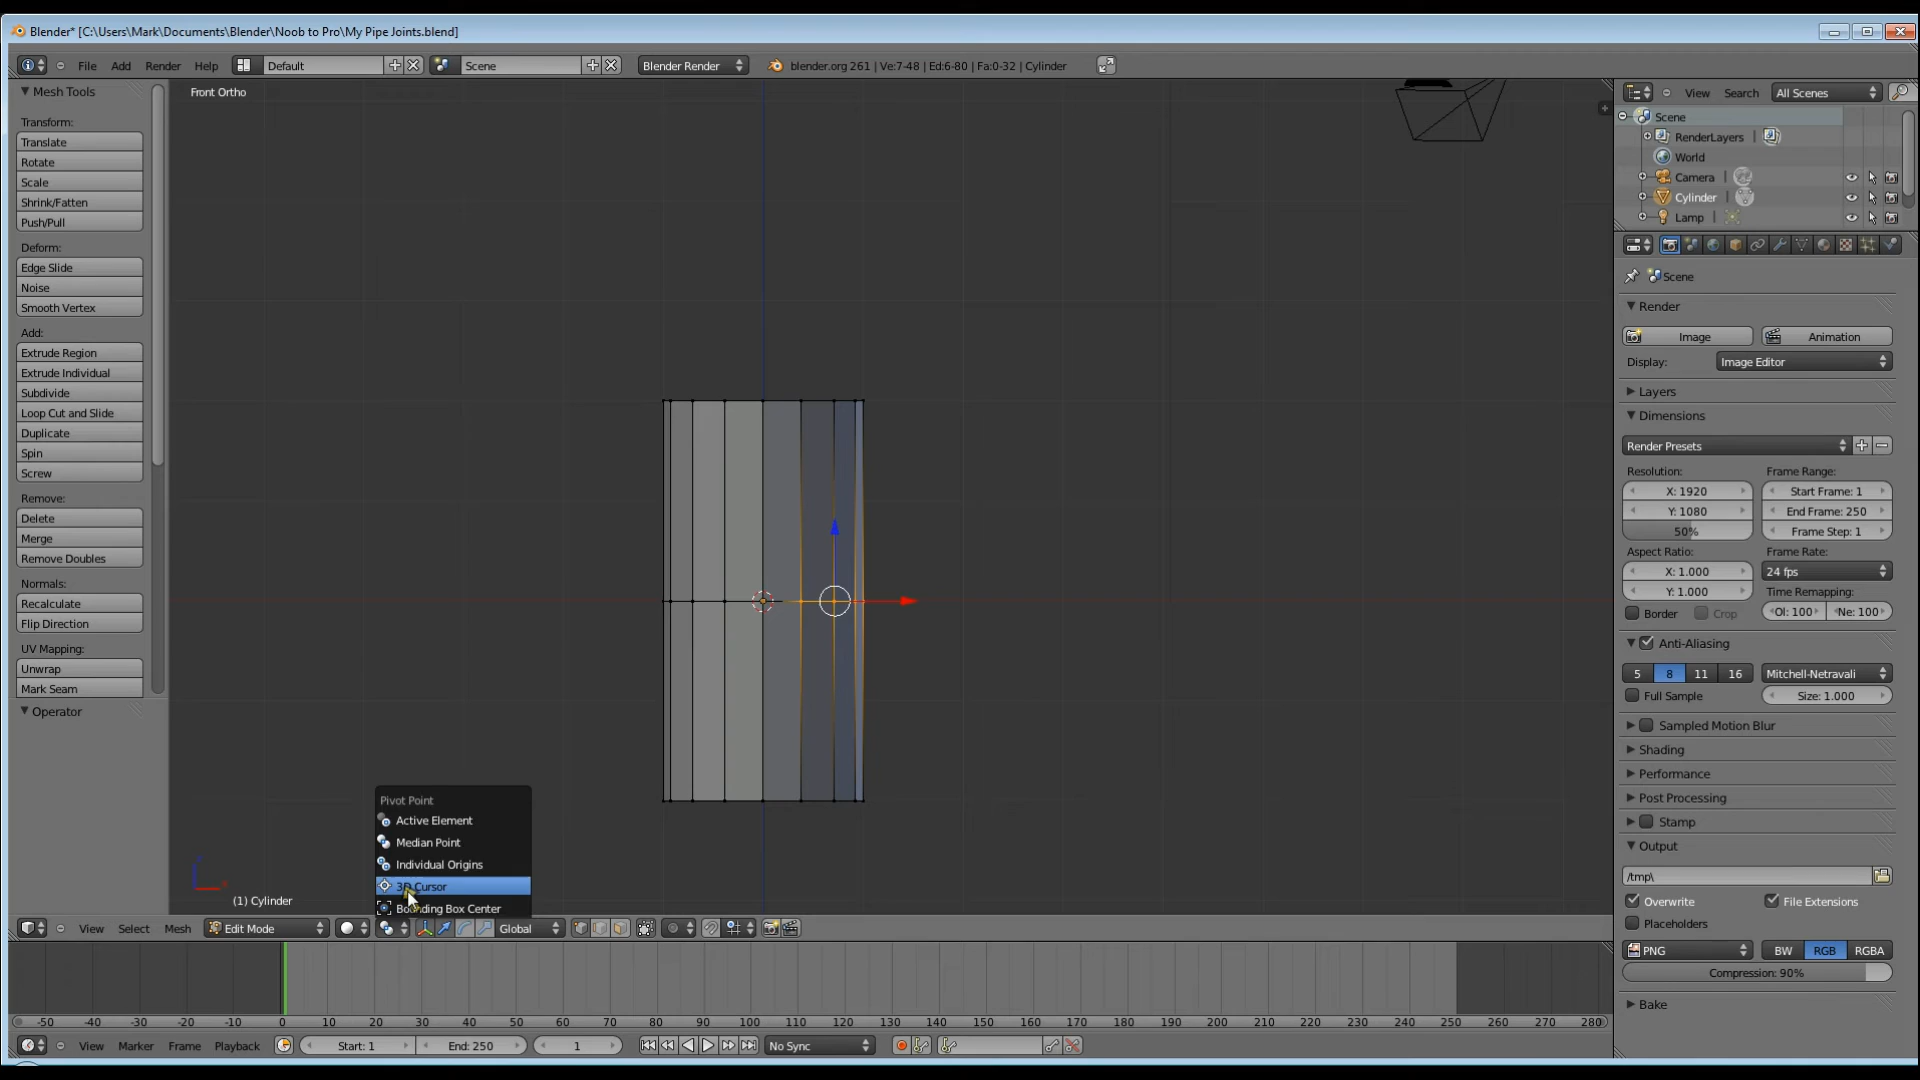 Blender* [C:\Users\Mark\Documents\Blender\Noob to Pro\My Pipe Joints.blend]
File Add Render Help Default Scene Blender Render blender.org 261 | Ve:7-48 | Ed:6-80 | Fa:0-32 | Cylinder
Mesh Tools
Transform:
Translate
Rotate
Scale
Shrink/Fatten
Push/Pull
Deform:
Edge Slide
Noise
Smooth Vertex
Add:
Extrude Region
Extrude Individual
Subdivide
Loop Cut and Slide
Duplicate
Spin
Screw
Remove:
Delete
Merge
Remove Doubles
Normals:
Recalculate
Flip Direction
UV Mapping:
Unwrap
Mark Seam
Operator
Front Ortho
Pivot Point
Active Element
Median Point
Individual Origins
3D Cursor
Bounding Box Center
(1) Cylinder
View Select Mesh Edit Mode Global
-50 -40 -30 -20 -10 0 10 20 30 40 50 60 70 80 90 100 110 120 130 140 150 160 170 180 190 200 210 220 230 240 250 260 270 280
View Marker Frame Playback Start: 1 End: 250 1 No Sync
View Search All Scenes
Scene
RenderLayers
World
Camera
Cylinder
Lamp
Scene
Render
Image Animation
Display: Image Editor
Layers
Dimensions
Render Presets
Resolution: Frame Range:
X: 1920 Start Frame: 1
Y: 1080 End Frame: 250
50% Frame Step: 1
Aspect Ratio: Frame Rate:
X: 1.000 24 fps
Y: 1.000 Time Remapping:
Border Crop Ol: 100 Ne: 100
Anti-Aliasing
5 8 11 16 Mitchell-Netravali
Full Sample Size: 1.000
Sampled Motion Blur
Shading
Performance
Post Processing
Stamp
Output
/tmp\
Overwrite File Extensions
Placeholders
PNG BW RGB RGBA
Compression: 90%
Bake